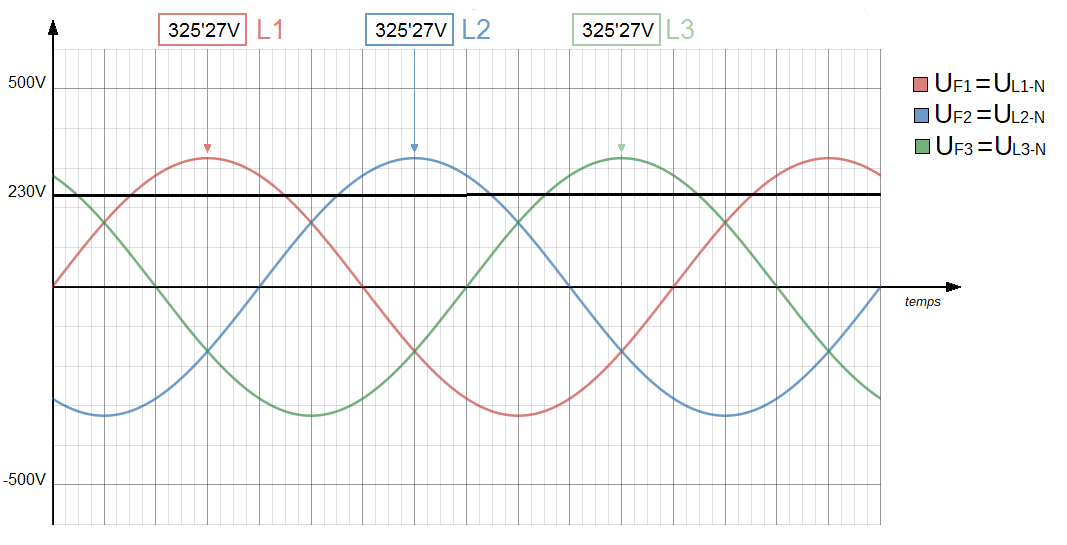 325'27V L1
325'27V L2
325'27V L3
500V
230V
-500V
temps
UF1 = UL1-N
UF2 = UL2-N
UF3 = UL3-N